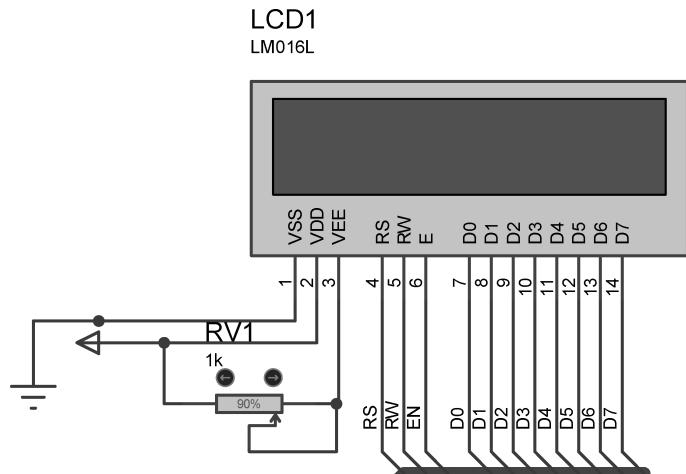 LCD1
LM016L
VSS VDD VEE RS RW E D0 D1 D2 D3 D4 D5 D6 D7
1 2 3 4 5 6 7 8 9 10 11 12 13 14
RV1
1k
90%
RS RW EN D0 D1 D2 D3 D4 D5 D6 D7